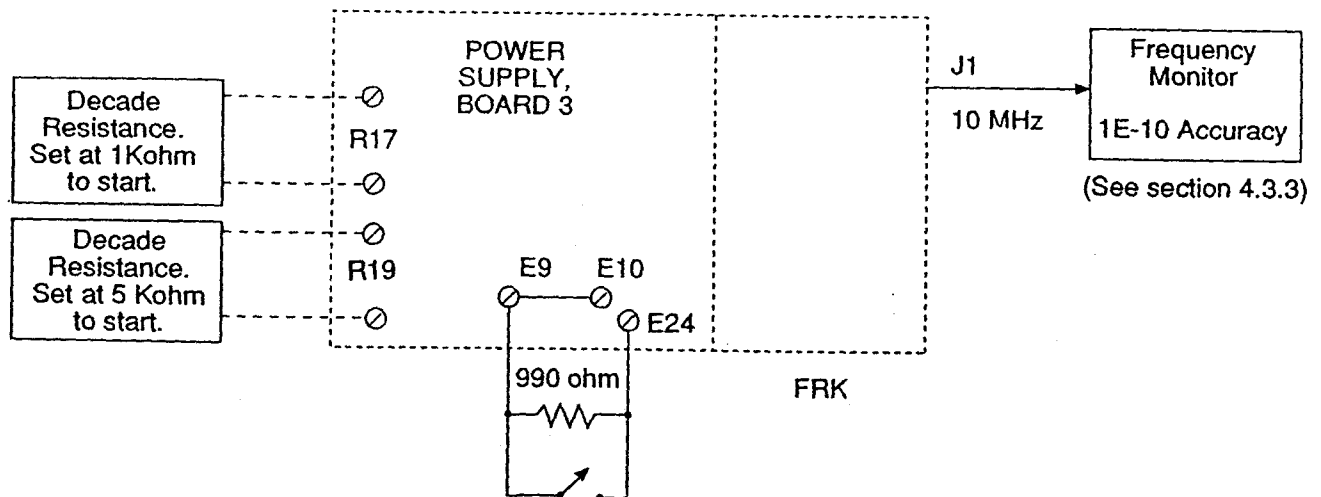 POWER
SUPPLY,
BOARD 3
Decade
Resistance.
Set at 1Kohm
to start.
R17
Decade
Resistance.
Set at 5 Kohm
to start.
R19
E9
E10
E24
990 ohm
FRK
J1
10 MHz
Frequency
Monitor
1E-10 Accuracy
(See section 4.3.3)